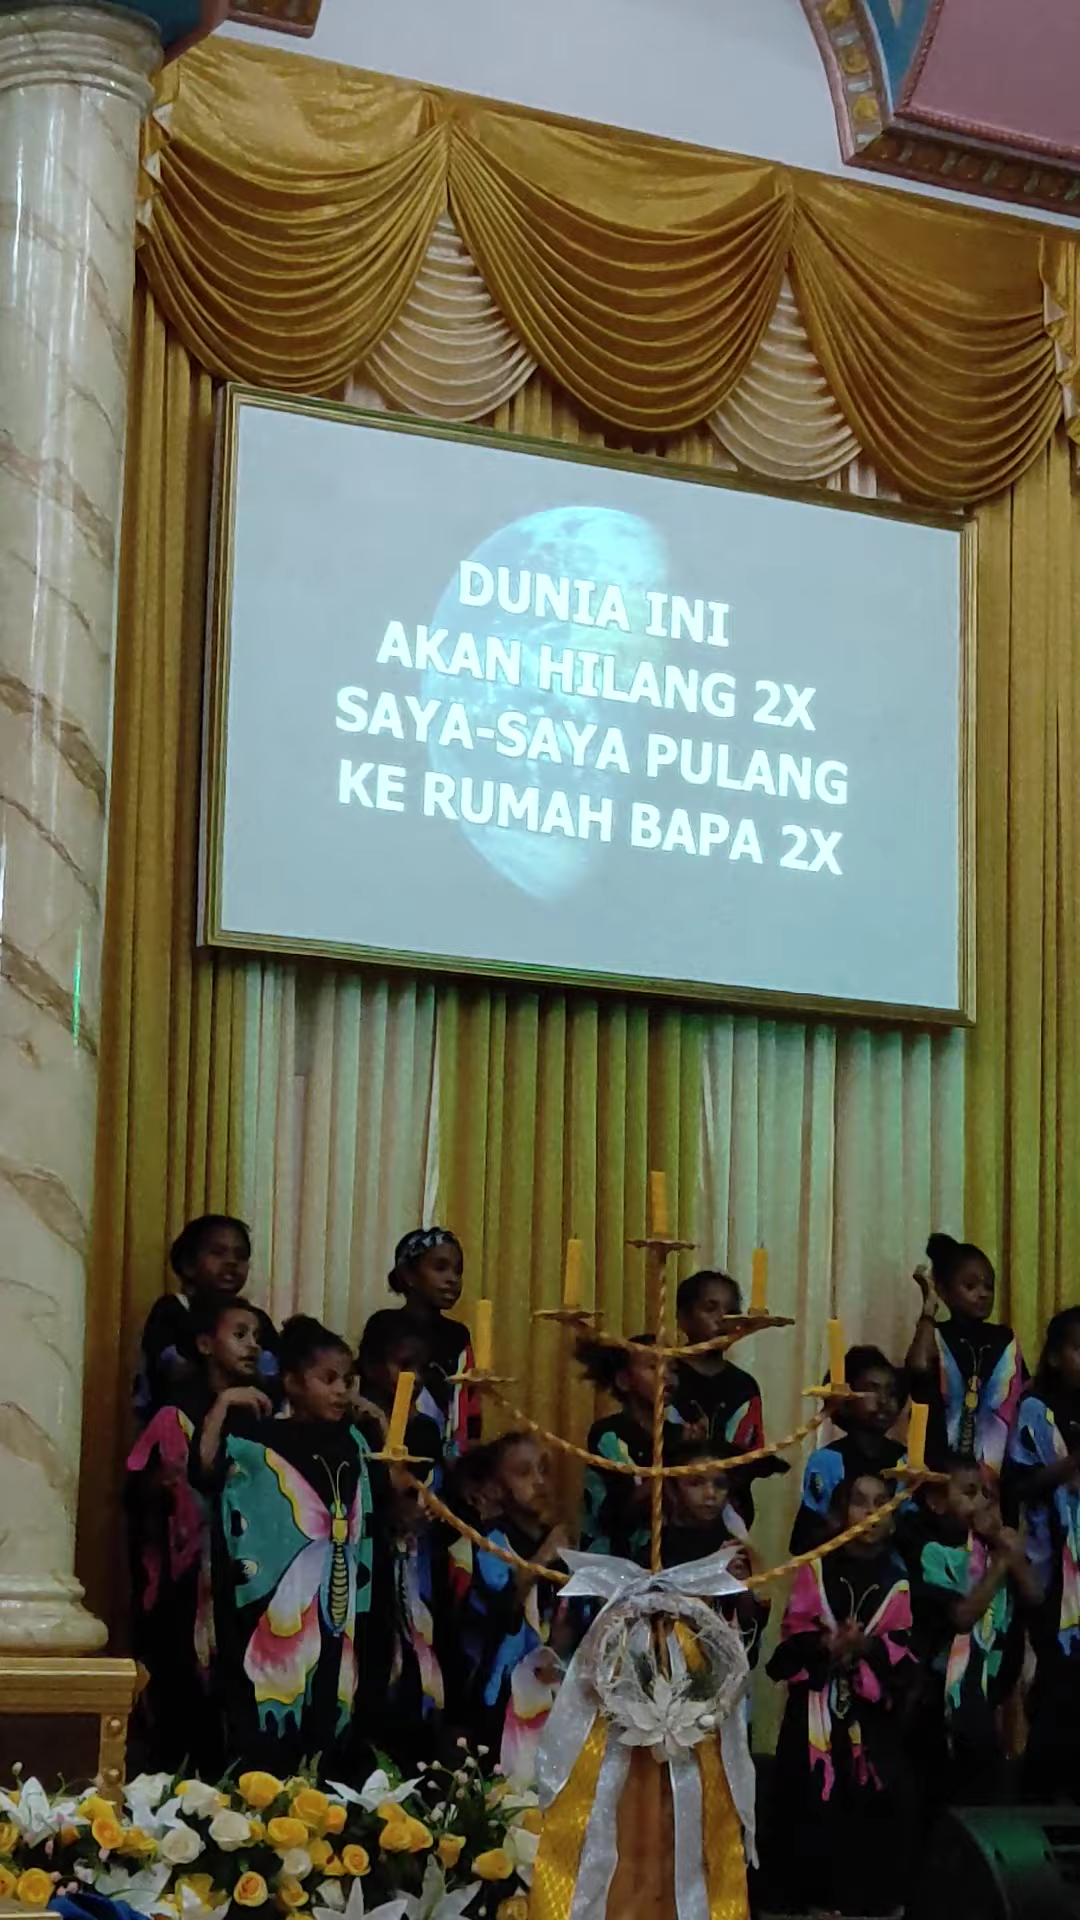 DUNIA INI
AKAN HILANG 2X
SAYA-SAYA PULANG
KE RUMAH BAPA 2X